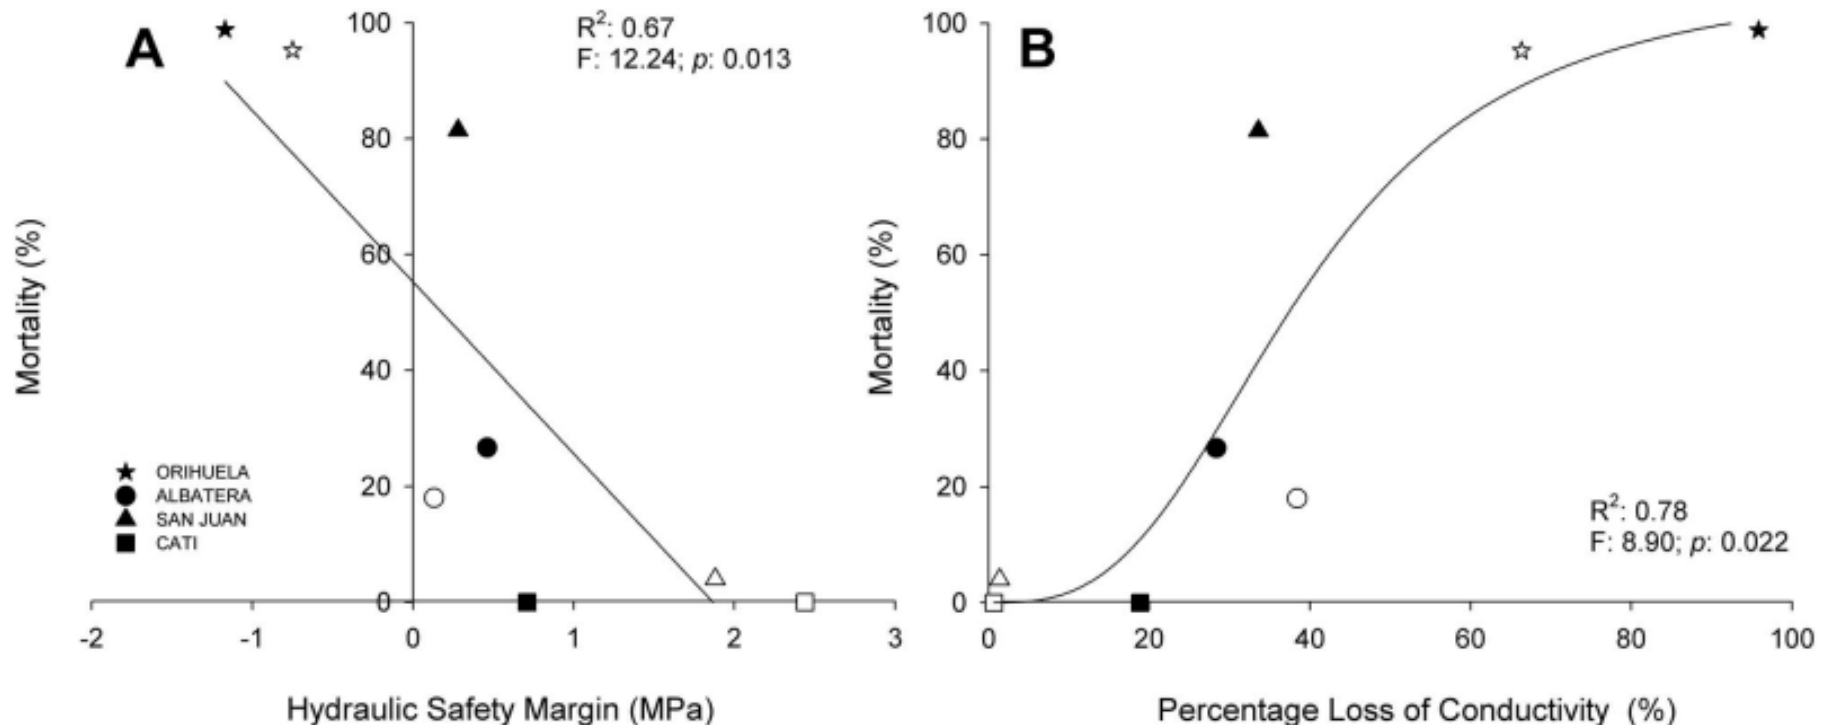 A
R²: 0.67
F: 12.24; p: 0.013
100
80
60
40
20
0
Mortality (%)
ORIHUELA
ALBATERA
SAN JUAN
CATI
-2 -1 0 1 2 3
Hydraulic Safety Margin (MPa)
B
100
80
60
40
20
0
Mortality (%)
R²: 0.78
F: 8.90; p: 0.022
0 20 40 60 80 100
Percentage Loss of Conductivity (%)